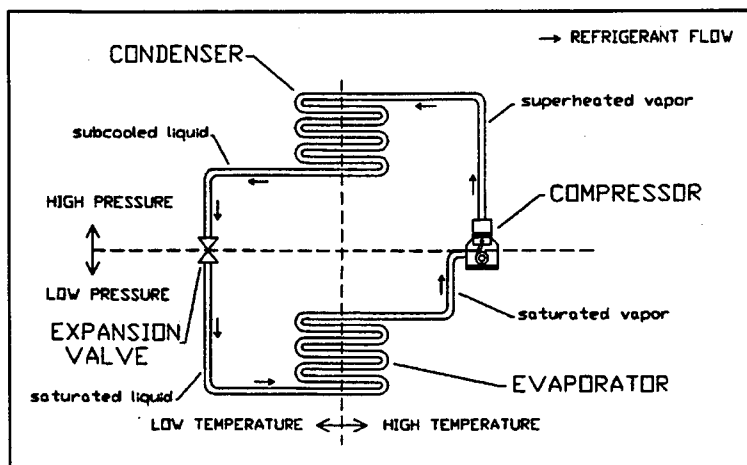 → REFRIGERANT FLOW
CONDENSER
superheated vapor
subcooled liquid
COMPRESSOR
HIGH PRESSURE
LOW PRESSURE
EXPANSION
VALVE
saturated vapor
saturated liquid
EVAPORATOR
LOW TEMPERATURE
HIGH TEMPERATURE